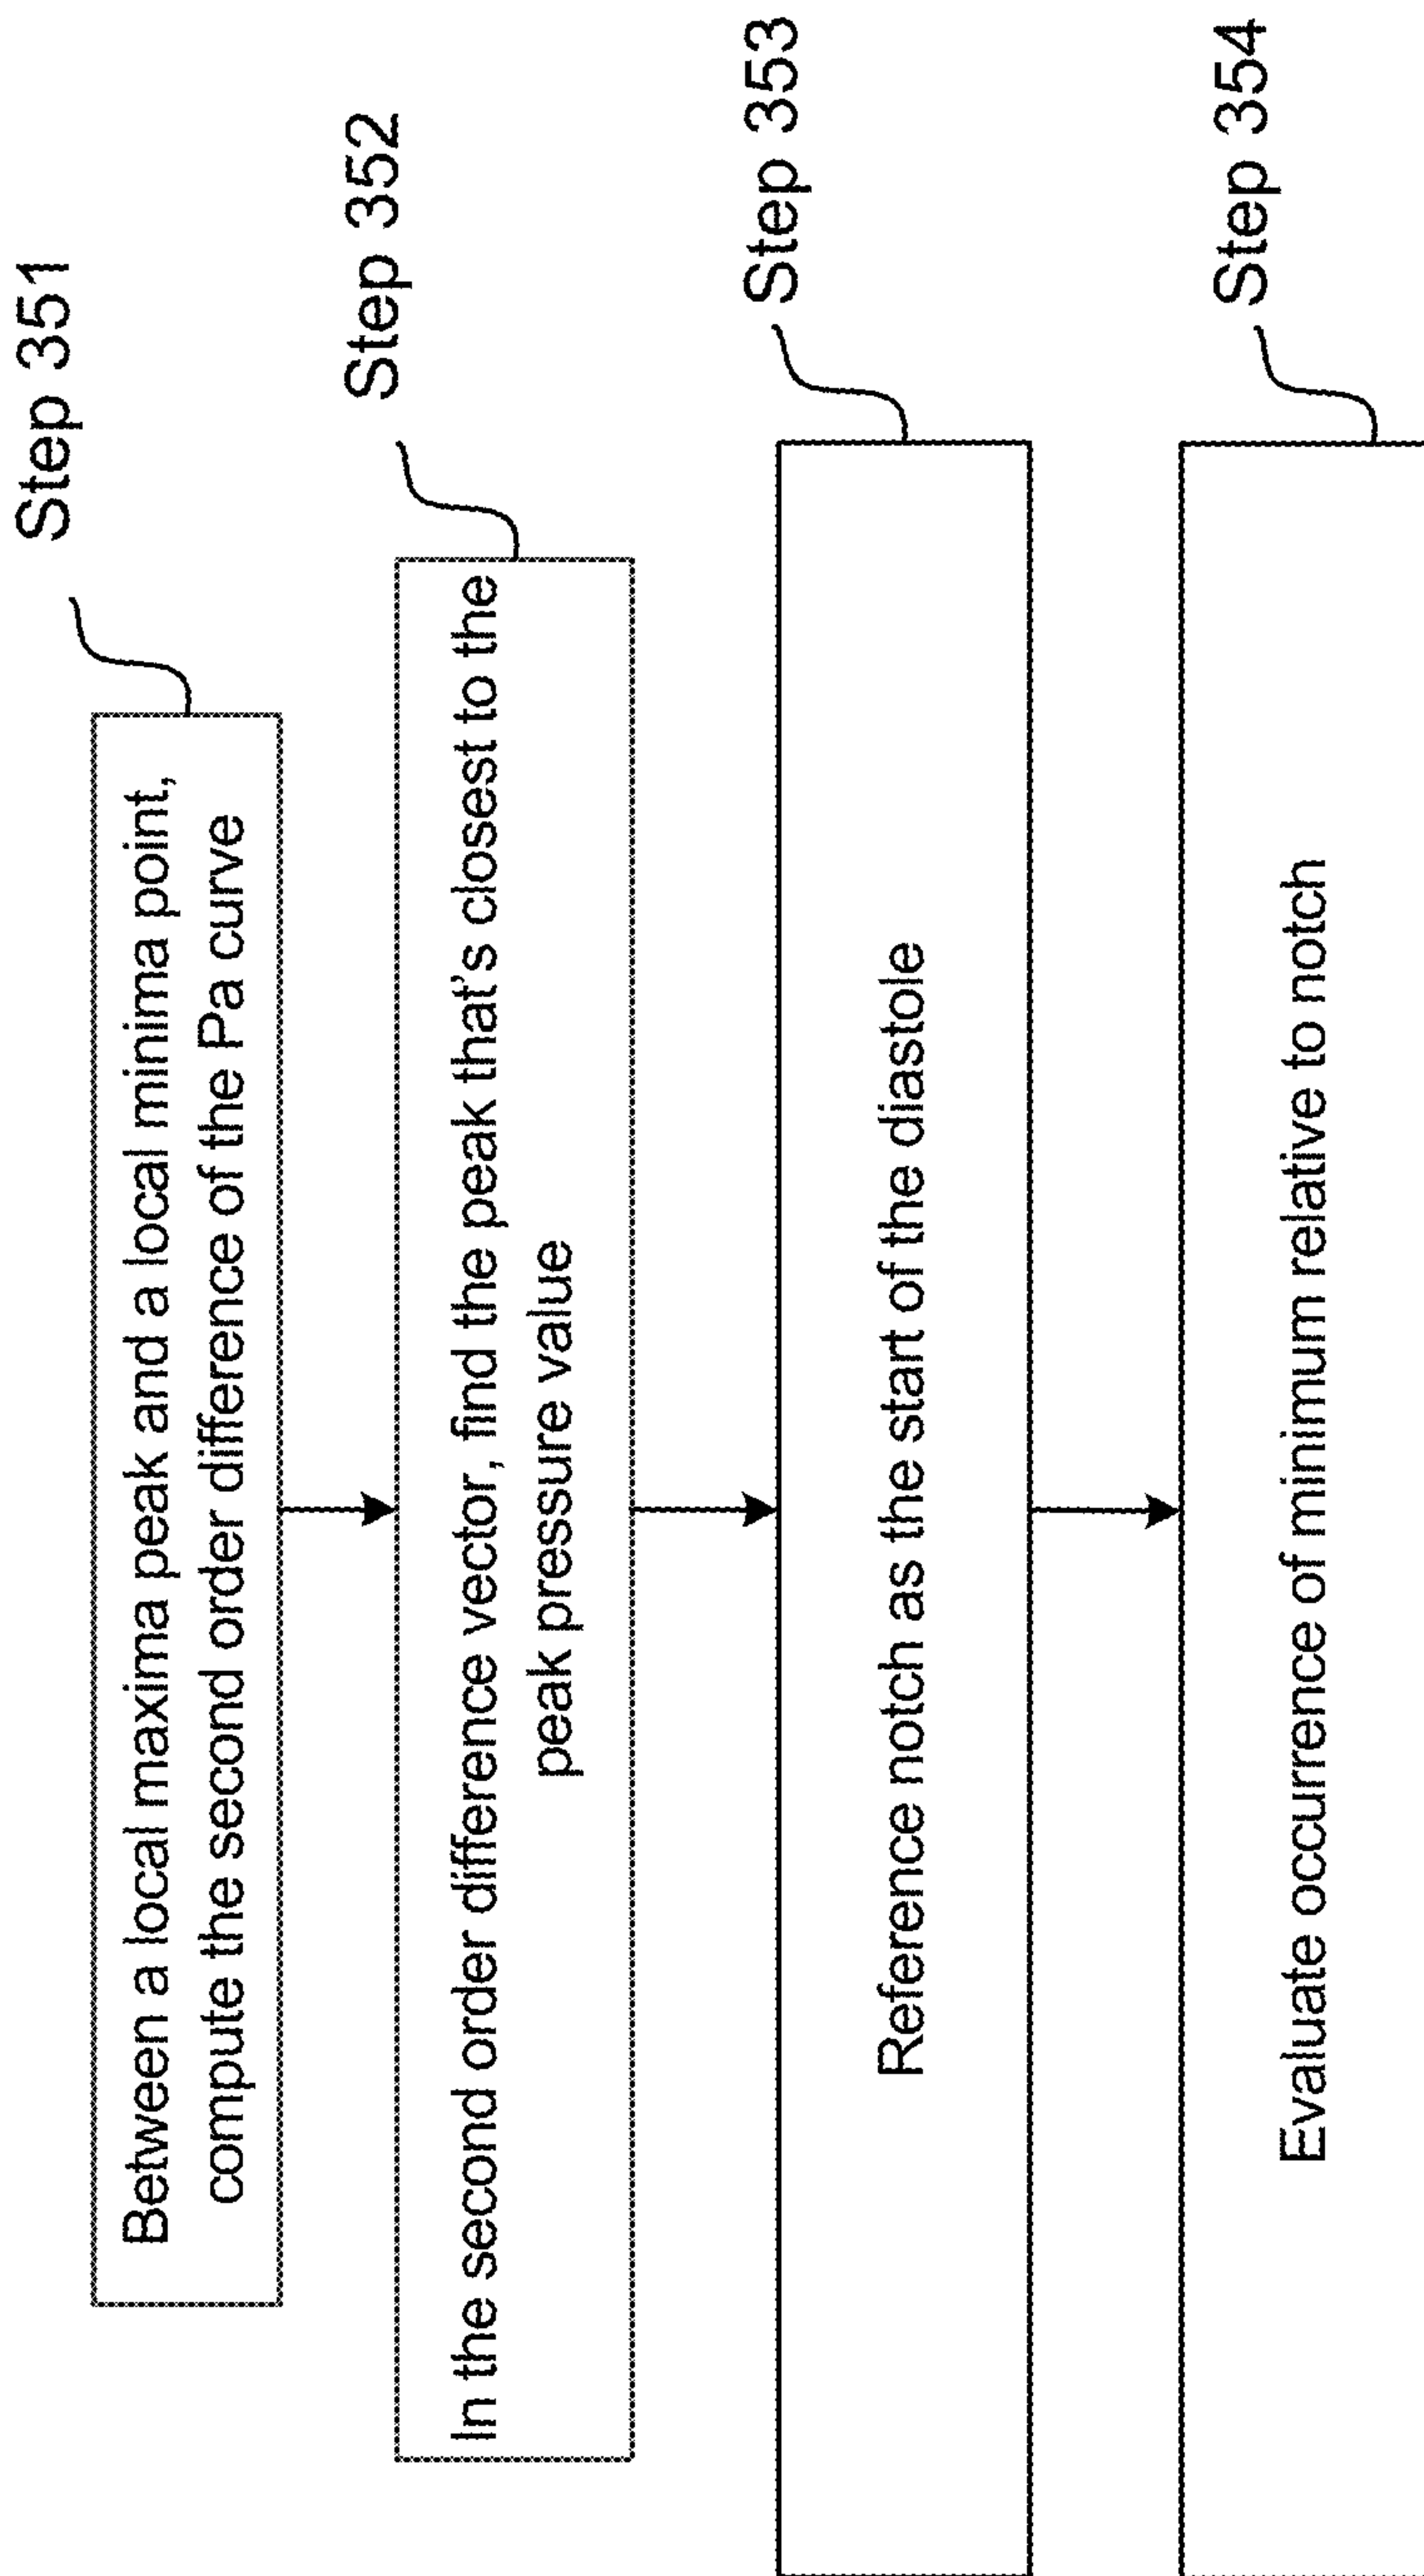 Step 351
Between a local maxima peak and a local minima point,
compute the second order difference of the Pa curve
Step 352
In the second order difference vector, find the peak that's closest to the
peak pressure value
Step 353
Reference notch as the start of the diastole
Step 354
Evaluate occurrence of minimum relative to notch